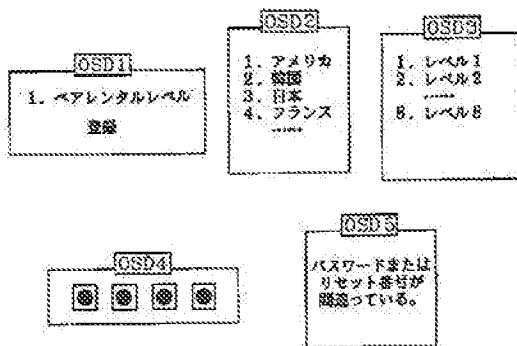 OSD1
1. ペアレンタルレベル
登録
OSD2
1. アメリカ
2. 韓国
3. 日本
4. フランス
……
OSD3
1. レベル1
2. レベル2
……
8. レベル8
OSD4
OSD5
パスワードまたは
リセット番号が
間違っている。